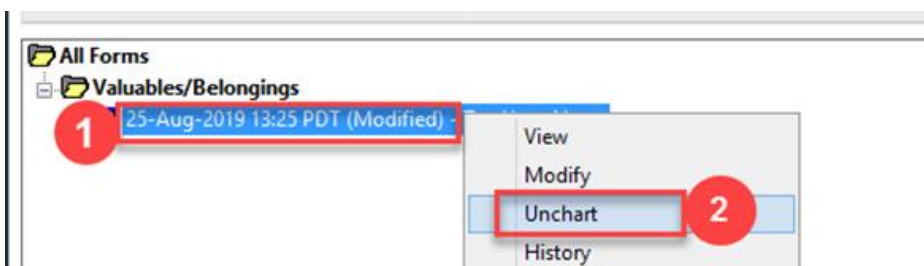 All Forms
Valuables/Belongings
1
25-Aug-2019 13:25 PDT (Modified) -
View
Modify
Unchart
2
History